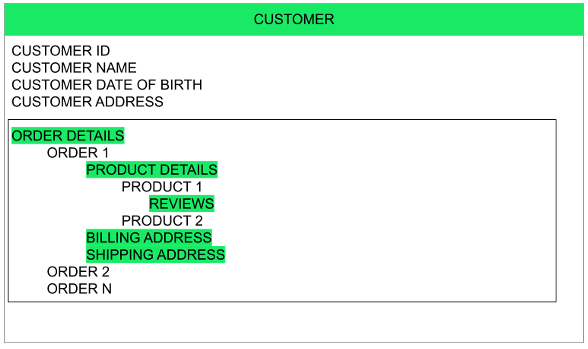 CUSTOMER
CUSTOMER ID
CUSTOMER NAME
CUSTOMER DATE OF BIRTH
CUSTOMER ADDRESS
ORDER DETAILS
ORDER 1
PRODUCT DETAILS
PRODUCT 1
REVIEWS
PRODUCT 2
BILLING ADDRESS
SHIPPING ADDRESS
ORDER 2
ORDER N